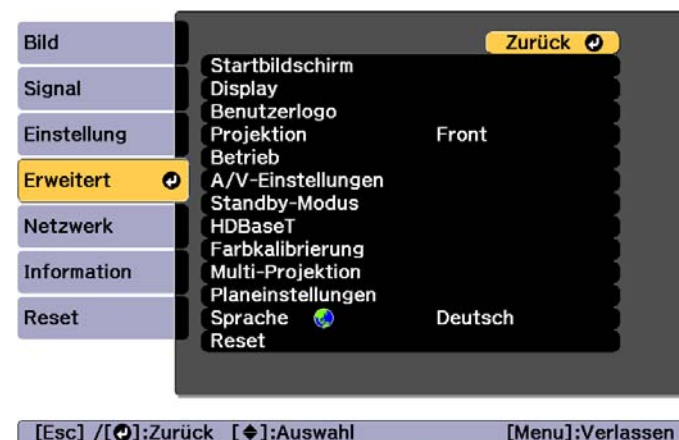 Bild
Signal
Einstellung
Erweitert
Netzwerk
Information
Reset
Zurück
Startbildschirm
Display
Benutzerlogo
Projektion Front
Betrieb
A/V-Einstellungen
Standby-Modus
HDBaseT
Farbkalibrierung
Multi-Projektion
Planeinstellungen
Sprache Deutsch
Reset
[Esc] /[↵]:Zurück [◆]:Auswahl [Menu]:Verlassen